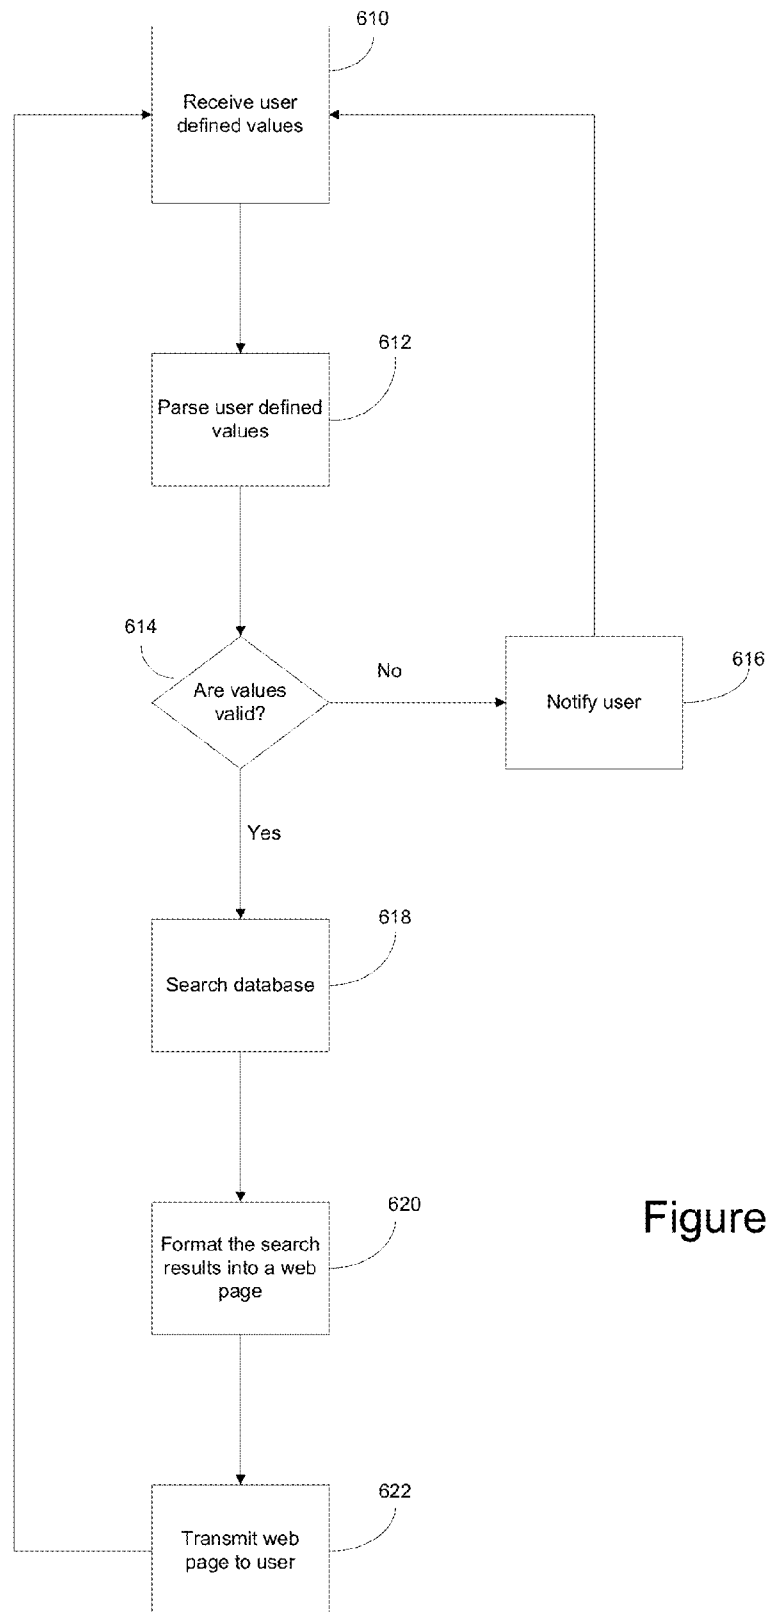 610
Receive user
defined values
612
Parse user defined
values
614
Are values
valid?
No
Notify user
616
Yes
618
Search database
620
Format the search
results into a web
page
Figure
622
Transmit web
page to user